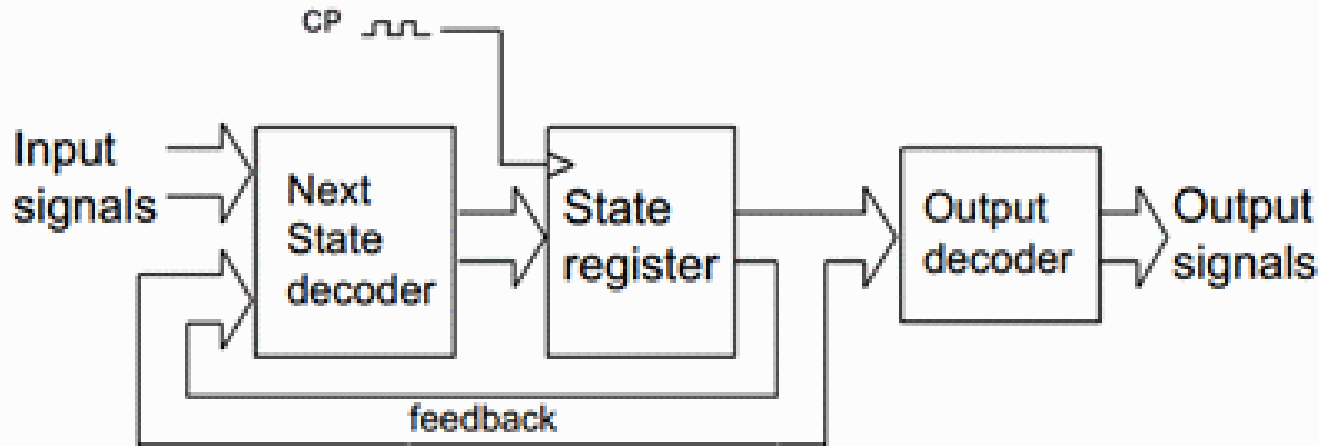 CP
Input
signals
Next
State
decoder
State
register
Output
decoder
Output
signals
feedback